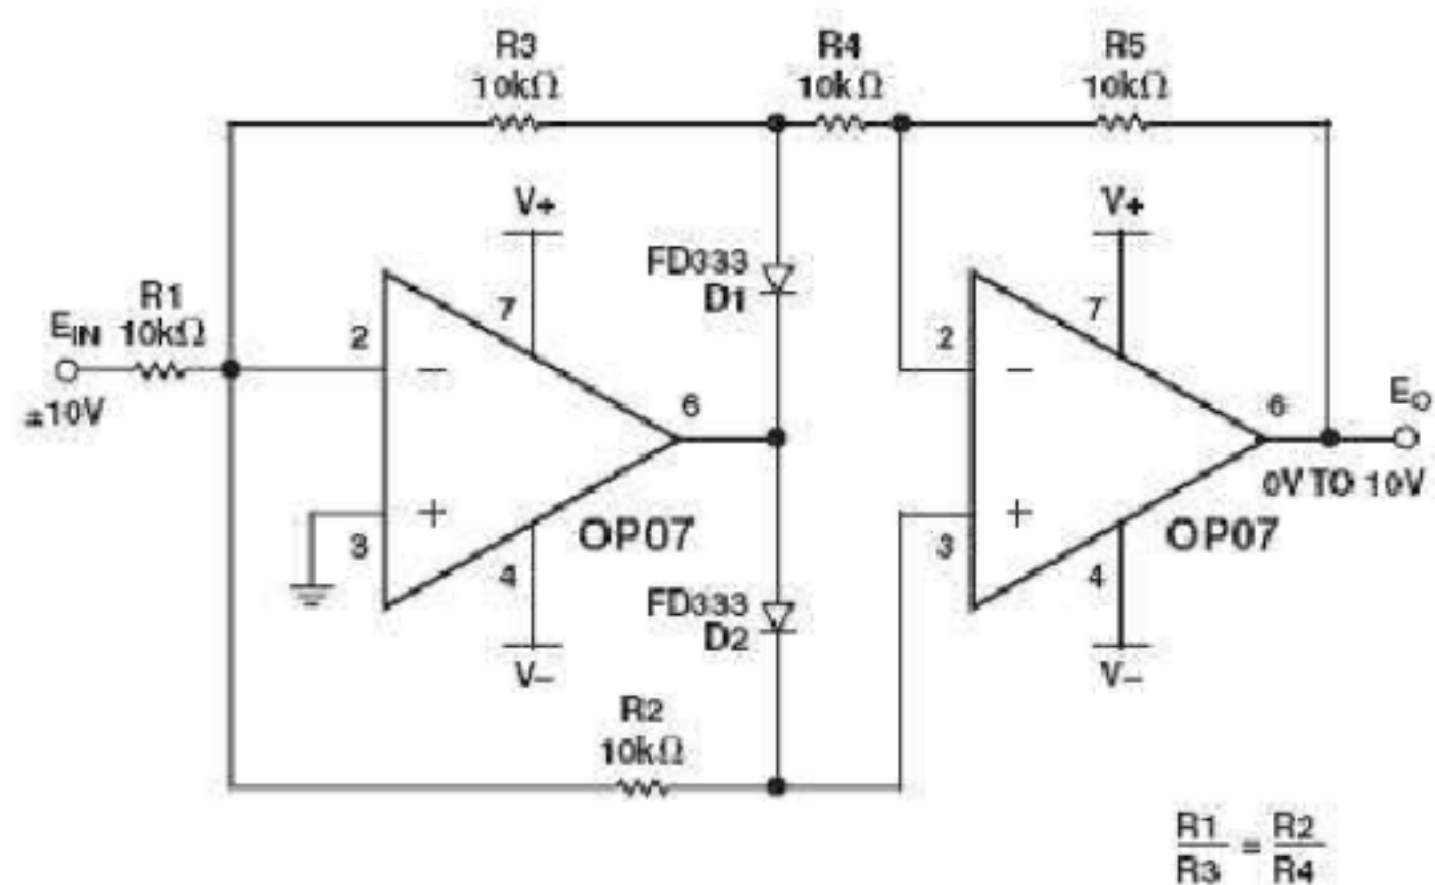 R3
10kΩ
R4
10kΩ
R5
10kΩ
V+
V+
FD333
D1
R1
10kΩ
EIN
±10V
7
7
2
2
−
−
6
6
EO
0V TO 10V
+
+
3
3
OP07
OP07
4
4
FD333
D2
V−
V−
R2
10kΩ
R1/R3 = R2/R4